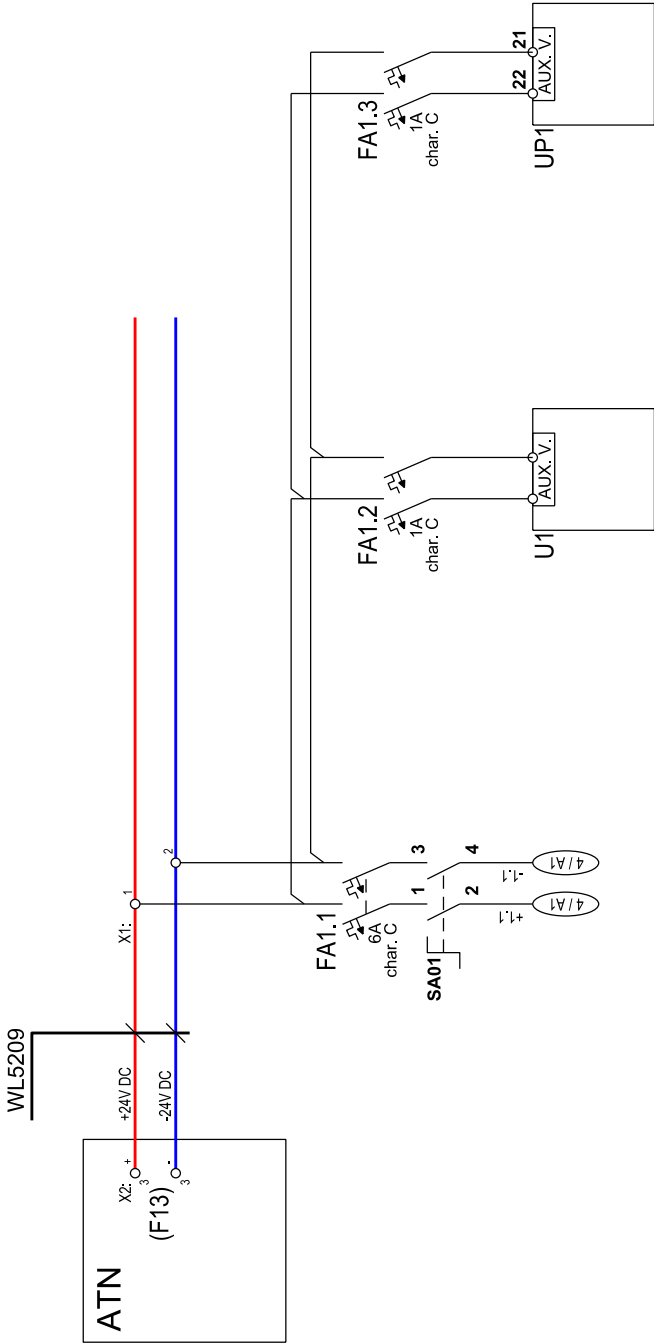 WL5209
ATN
X2:
+
3
(F13)
-
3
+24V DC
-24V DC
X1:
1
2
FA1.1
6A
char. C
1
3
SA01
2
4
+1.1
-1.1
4 / A1
4 / A1
FA1.2
1A
char. C
AUX. V.
U1
FA1.3
1A
char. C
22
21
AUX. V.
UP1